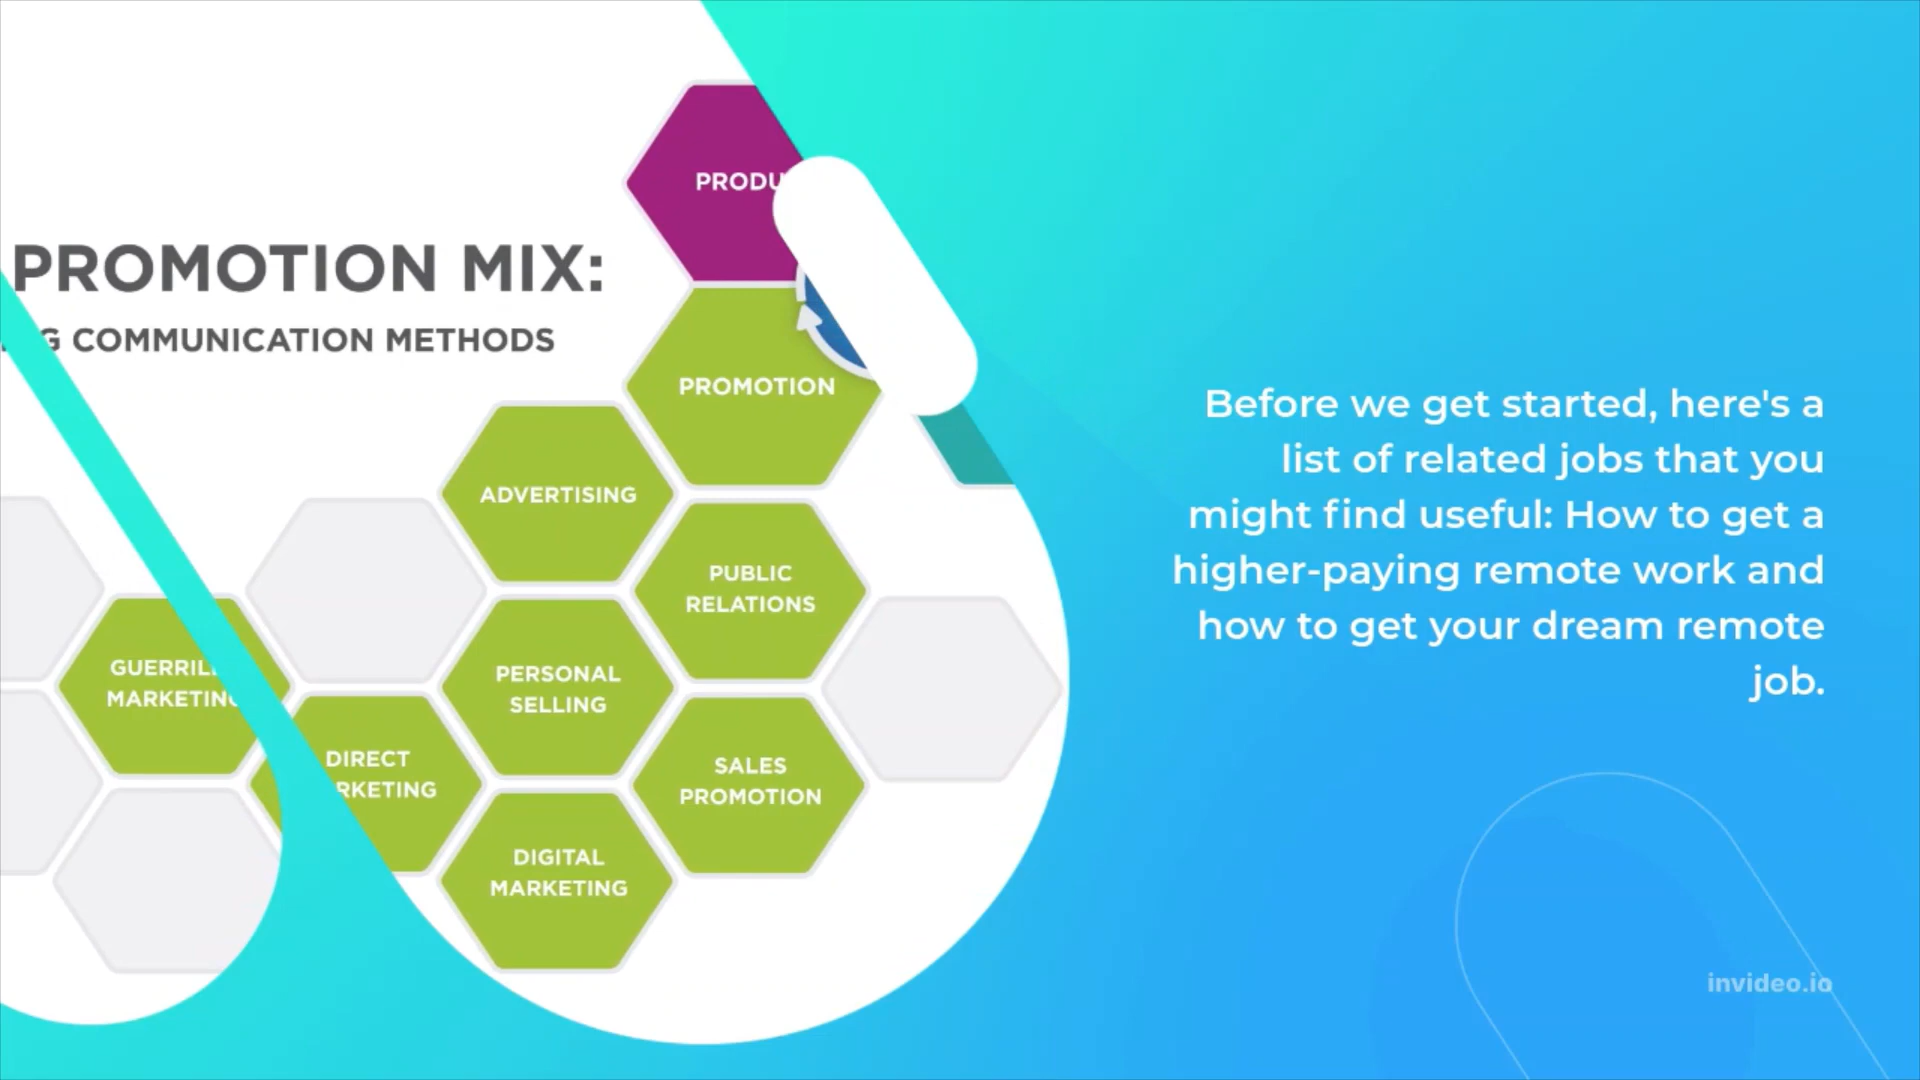 PRODU
PROMOTION MIX:
G COMMUNICATION METHODS
PROMOTION
ADVERTISING
PUBLIC
RELATIONS
GUERRIL
MARKETING
PERSONAL
SELLING
DIRECT
RKETING
SALES
PROMOTION
DIGITAL
MARKETING
Before we get started, here's a
list of related jobs that you
might find useful: How to get a
higher-paying remote work and
how to get your dream remote
job.
invideo.io